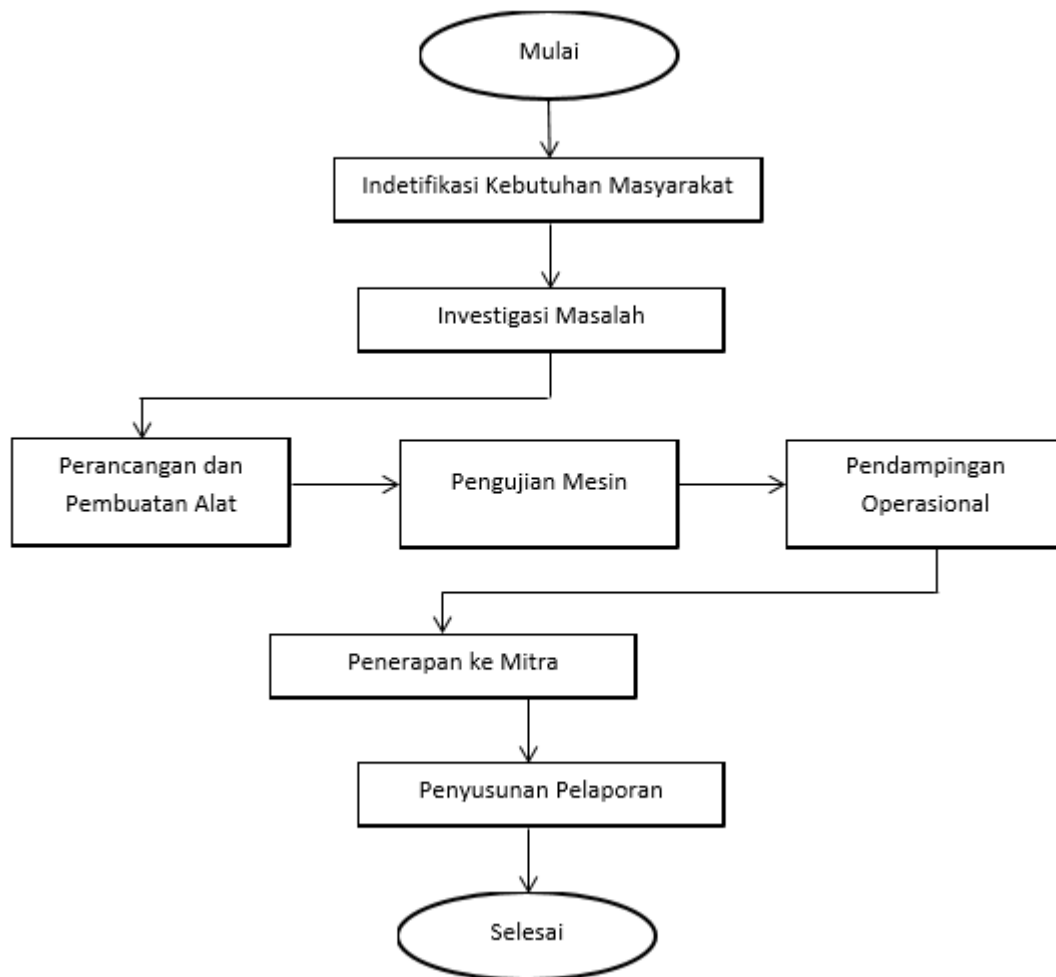 Mulai
Indetifikasi Kebutuhan Masyarakat
Investigasi Masalah
Perancangan dan
Pembuatan Alat
Pengujian Mesin
Pendampingan
Operasional
Penerapan ke Mitra
Penyusunan Pelaporan
Selesai